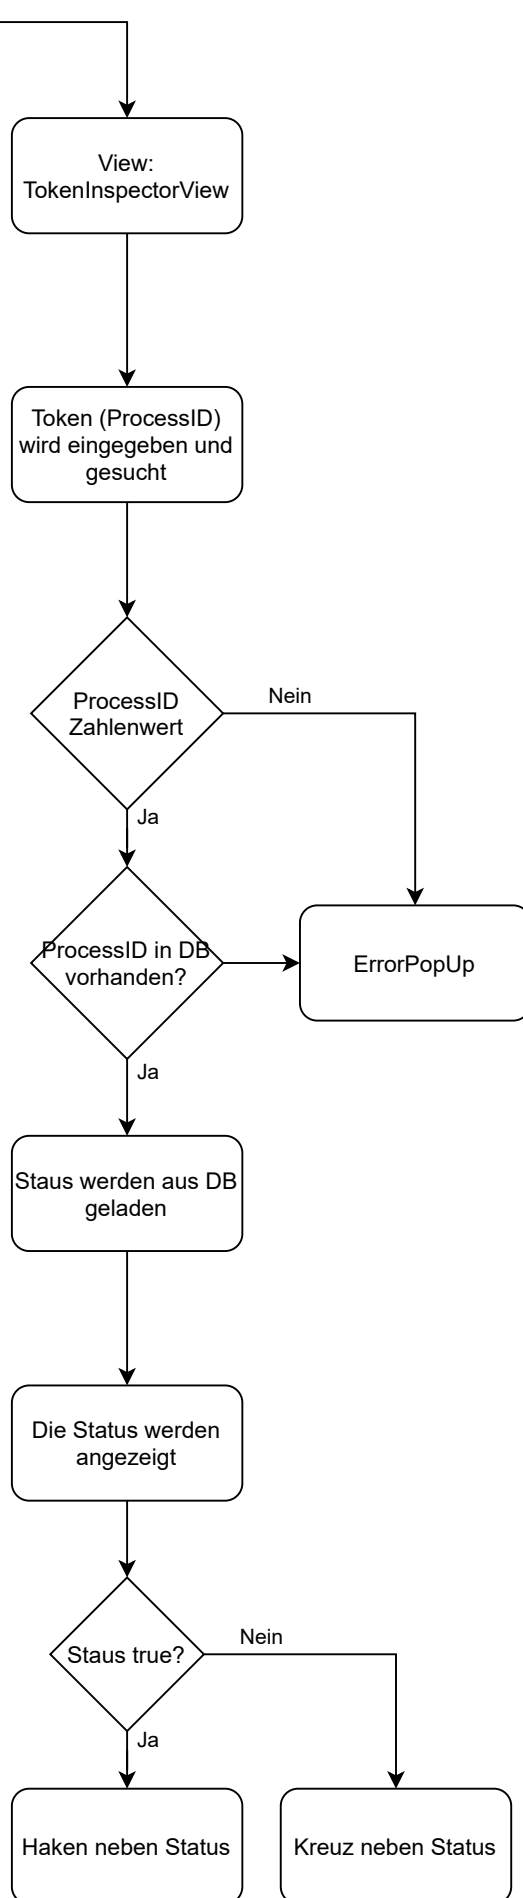 View:
TokenInspectorView
Token (ProcessID)
wird eingegeben und
gesucht
ProcessID
Zahlenwert
Nein
Ja
ProcessID in DB
vorhanden?
ErrorPopUp
Ja
Staus werden aus DB
geladen
Die Status werden
angezeigt
Staus true?
Nein
Ja
Haken neben Status
Kreuz neben Status